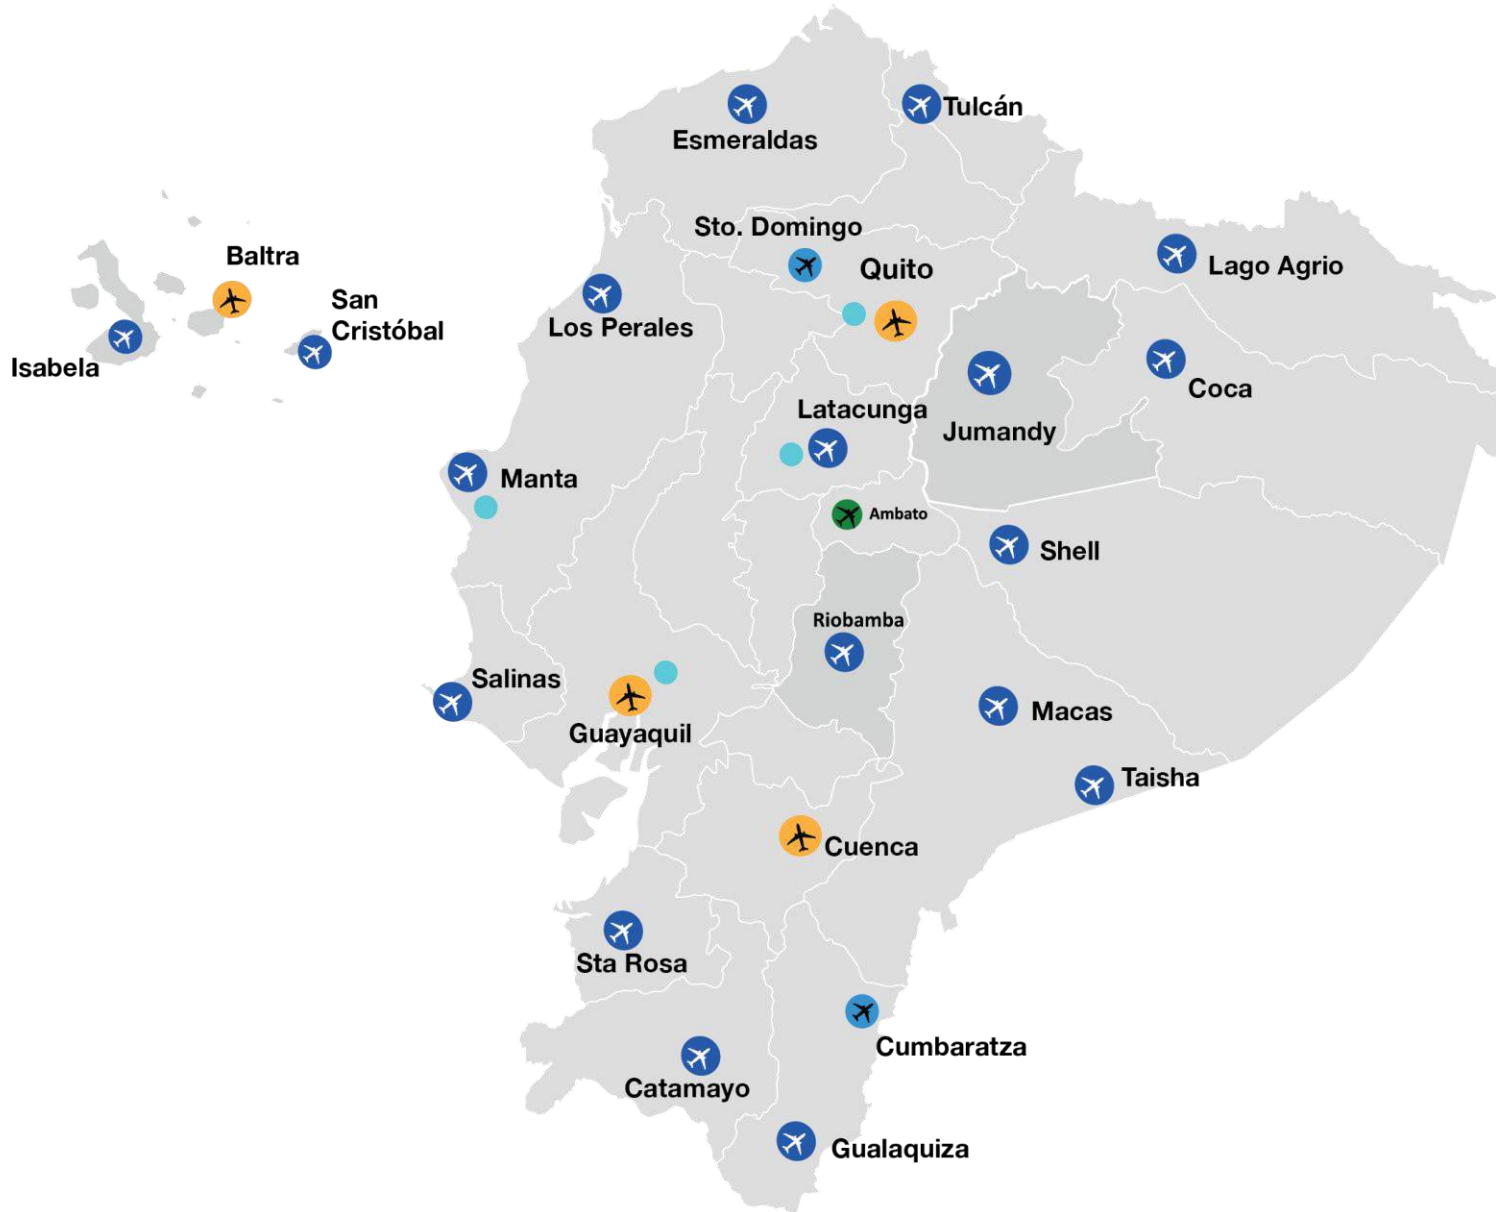 Esmeraldas
Tulcán
Sto. Domingo
Quito
Baltra
San
Cristóbal
Isabela
Los Perales
Lago Agrio
Coca
Latacunga
Jumandy
Manta
Ambato
Shell
Riobamba
Salinas
Guayaquil
Macas
Taisha
Cuenca
Sta Rosa
Cumbaratza
Catamayo
Gualaquiza